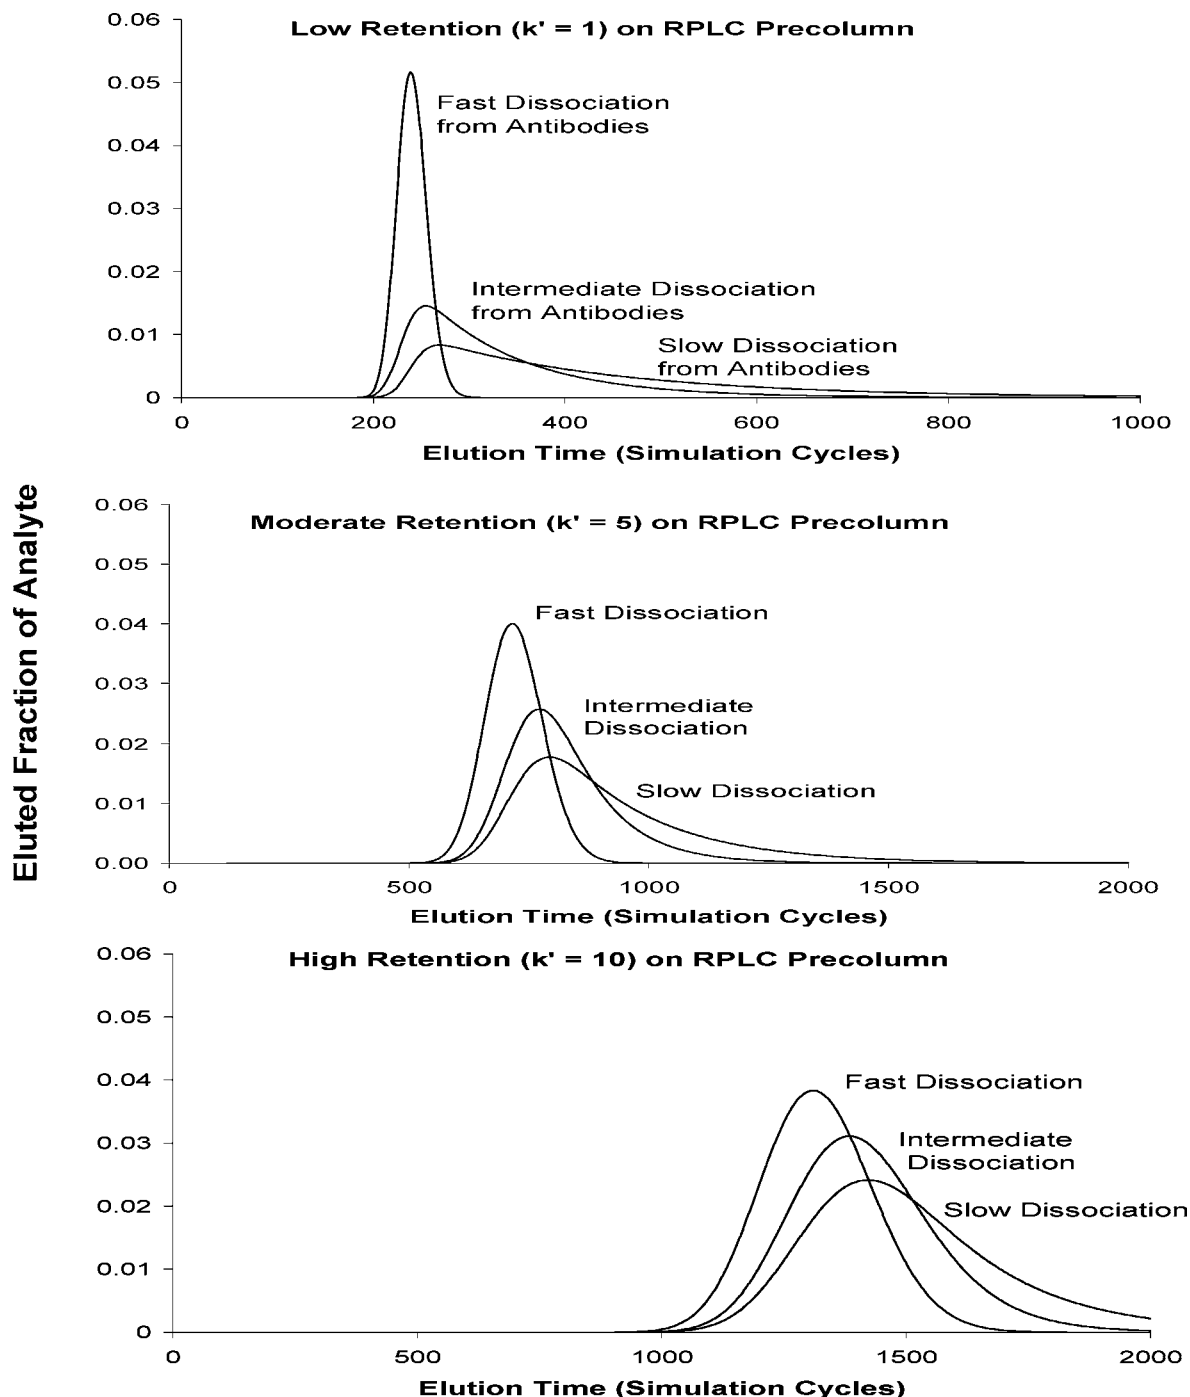 Eluted Fraction of Analyte
Low Retention (k' = 1) on RPLC Precolumn
0.06
0.05
0.04
0.03
0.02
0.01
0
Fast Dissociation
from Antibodies
Intermediate Dissociation
from Antibodies
Slow Dissociation
from Antibodies
0 200 400 600 800 1000
Elution Time (Simulation Cycles)
Moderate Retention (k' = 5) on RPLC Precolumn
0.06
0.05
0.04
0.03
0.02
0.01
0.00
Fast Dissociation
Intermediate
Dissociation
Slow Dissociation
0 500 1000 1500 2000
Elution Time (Simulation Cycles)
High Retention (k' = 10) on RPLC Precolumn
0.06
0.05
0.04
0.03
0.02
0.01
0
Fast Dissociation
Intermediate
Dissociation
Slow Dissociation
0 500 1000 1500 2000
Elution Time (Simulation Cycles)